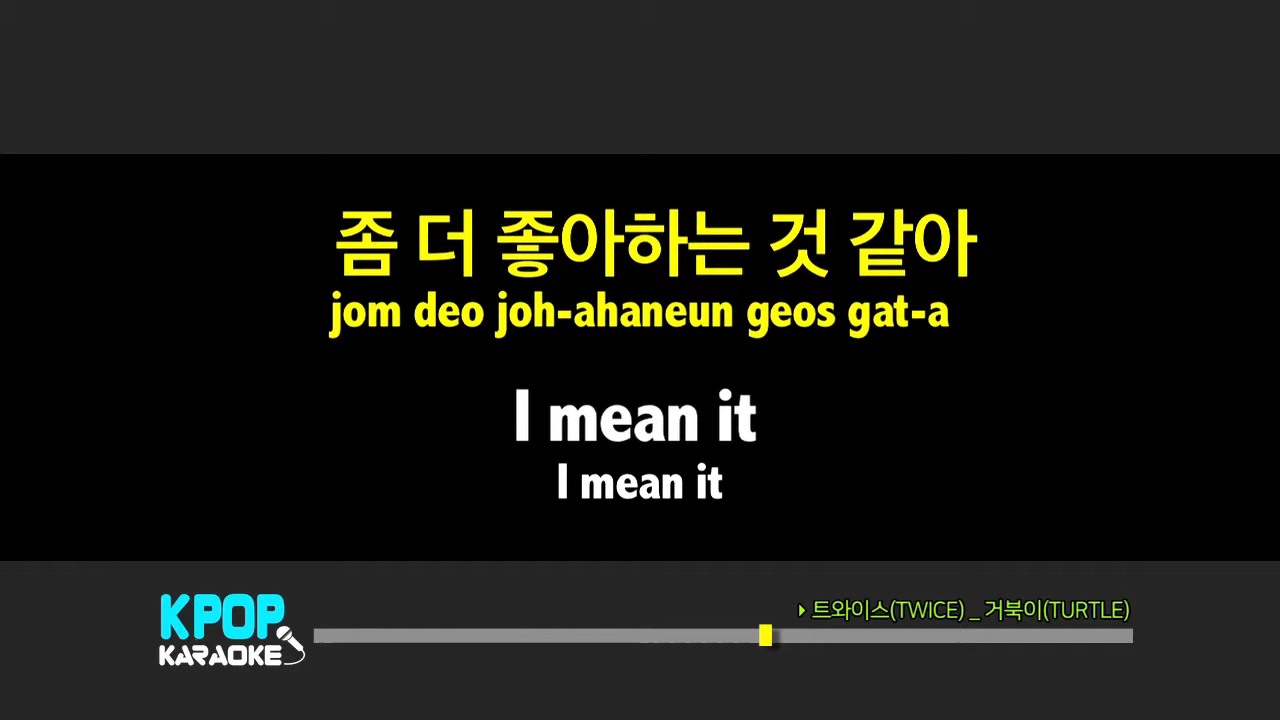 좀 더 좋아하는 것 같아
jom deo joh-ahaneun geos gat-a
I mean it
I mean it
트와이스(TWICE) _ 거북이(TURTLE)
KPOP
KARAOKE